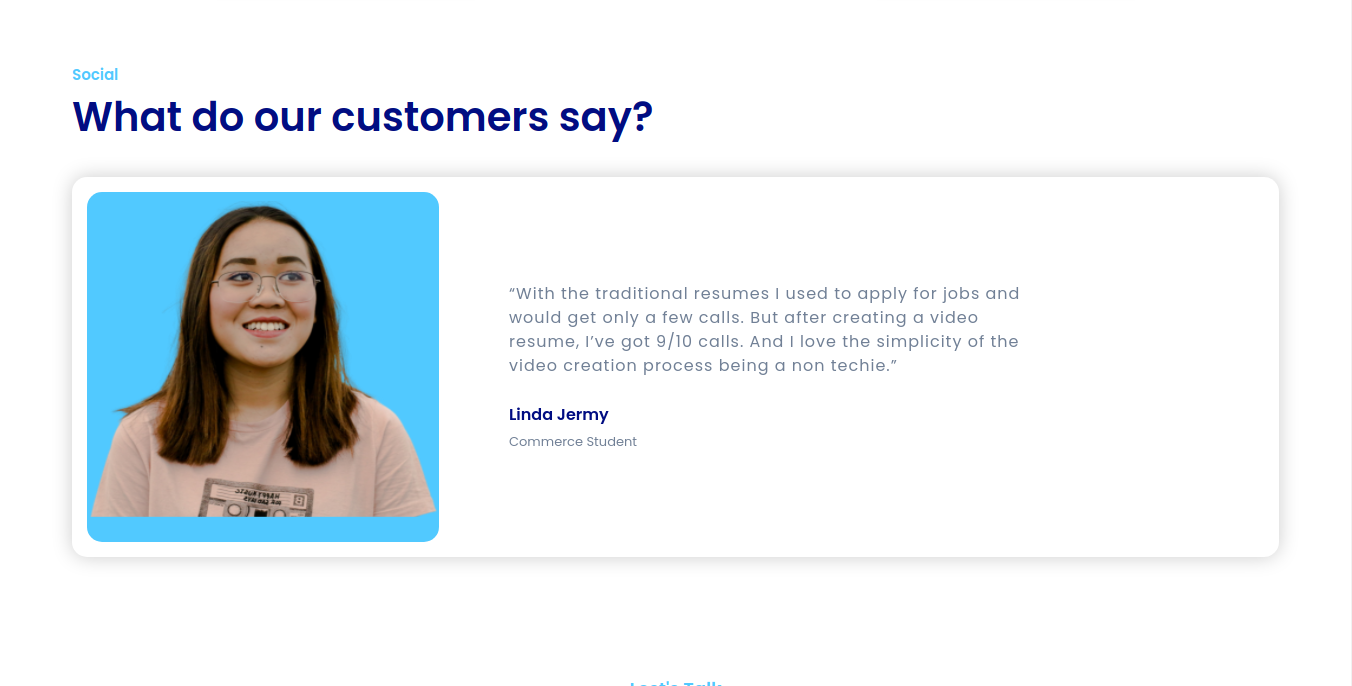 Social
What do our customers say?
“With the traditional resumes I used to apply for jobs and
would get only a few calls. But after creating a video
resume, I’ve got 9/10 calls. And I love the simplicity of the
video creation process being a non techie.”
Linda Jermy
Commerce Student